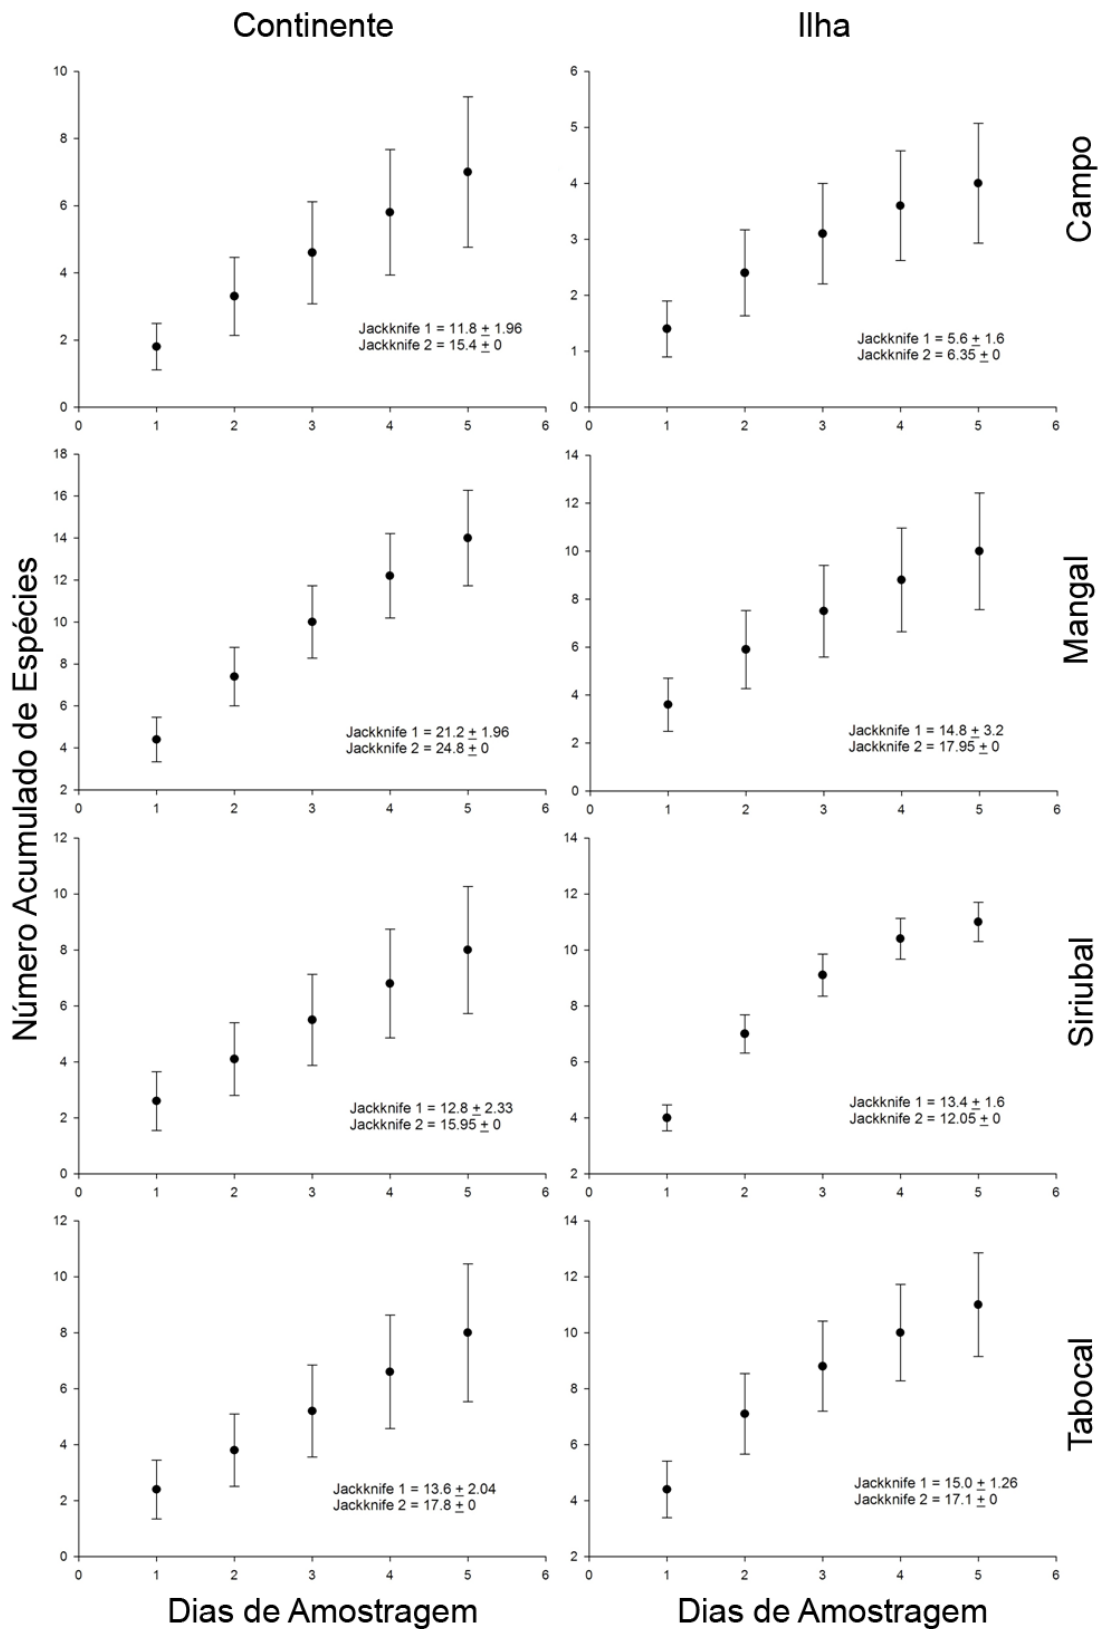 Continente
Ilha
Número Acumulado de Espécies
10
8
6
4
2
0
0 1 2 3 4 5 6
Jackknife 1 = 11.8 ± 1.96
Jackknife 2 = 15.4 ± 0
6
5
4
3
2
1
0
0 1 2 3 4 5 6
Jackknife 1 = 5.6 ± 1.6
Jackknife 2 = 6.35 ± 0
Campo
18
16
14
12
10
8
6
4
2
0 1 2 3 4 5 6
Jackknife 1 = 21.2 ± 1.96
Jackknife 2 = 24.8 ± 0
14
12
10
8
6
4
2
0
0 1 2 3 4 5 6
Jackknife 1 = 14.8 ± 3.2
Jackknife 2 = 17.95 ± 0
Mangal
12
10
8
6
4
2
0
0 1 2 3 4 5 6
Jackknife 1 = 12.8 ± 2.33
Jackknife 2 = 15.95 ± 0
14
12
10
8
6
4
2
0 1 2 3 4 5 6
Jackknife 1 = 13.4 ± 1.6
Jackknife 2 = 12.05 ± 0
Siriubal
12
10
8
6
4
2
0
0 1 2 3 4 5 6
Jackknife 1 = 13.6 ± 2.04
Jackknife 2 = 17.8 ± 0
14
12
10
8
6
4
2
0 1 2 3 4 5 6
Jackknife 1 = 15.0 ± 1.26
Jackknife 2 = 17.1 ± 0
Tabocal
Dias de Amostragem
Dias de Amostragem